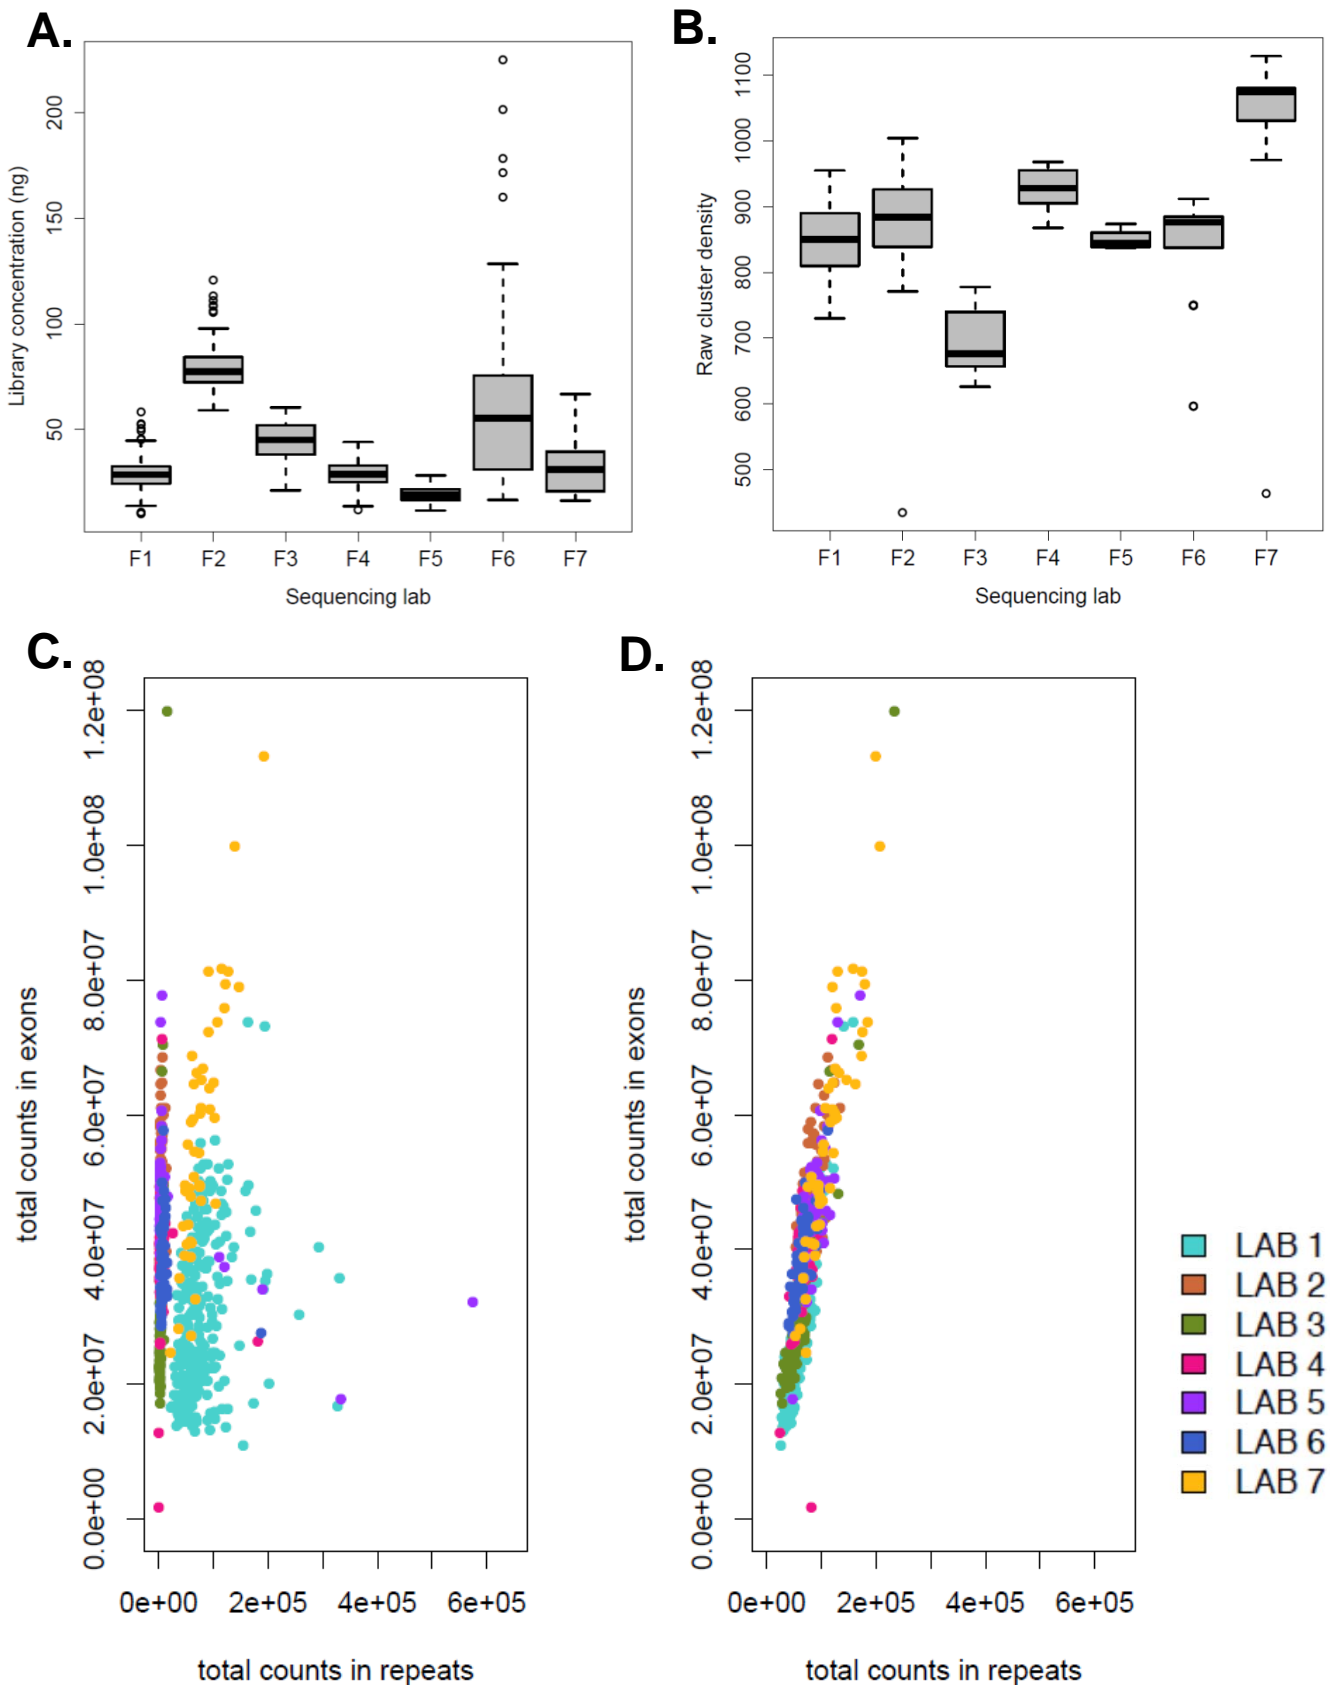 A.
Library concentration (ng)
200
150
100
50
F1 F2 F3 F4 F5 F6 F7
Sequencing lab
B.
Raw cluster density
1100
1000
900
800
700
600
500
F1 F2 F3 F4 F5 F6 F7
Sequencing lab
C.
total counts in exons
1.2e+08
1.0e+08
8.0e+07
6.0e+07
4.0e+07
2.0e+07
0.0e+00
0e+00 2e+05 4e+05 6e+05
total counts in repeats
D.
total counts in exons
1.2e+08
1.0e+08
8.0e+07
6.0e+07
4.0e+07
2.0e+07
0.0e+00
0e+00 2e+05 4e+05 6e+05
total counts in repeats
LAB 1
LAB 2
LAB 3
LAB 4
LAB 5
LAB 6
LAB 7